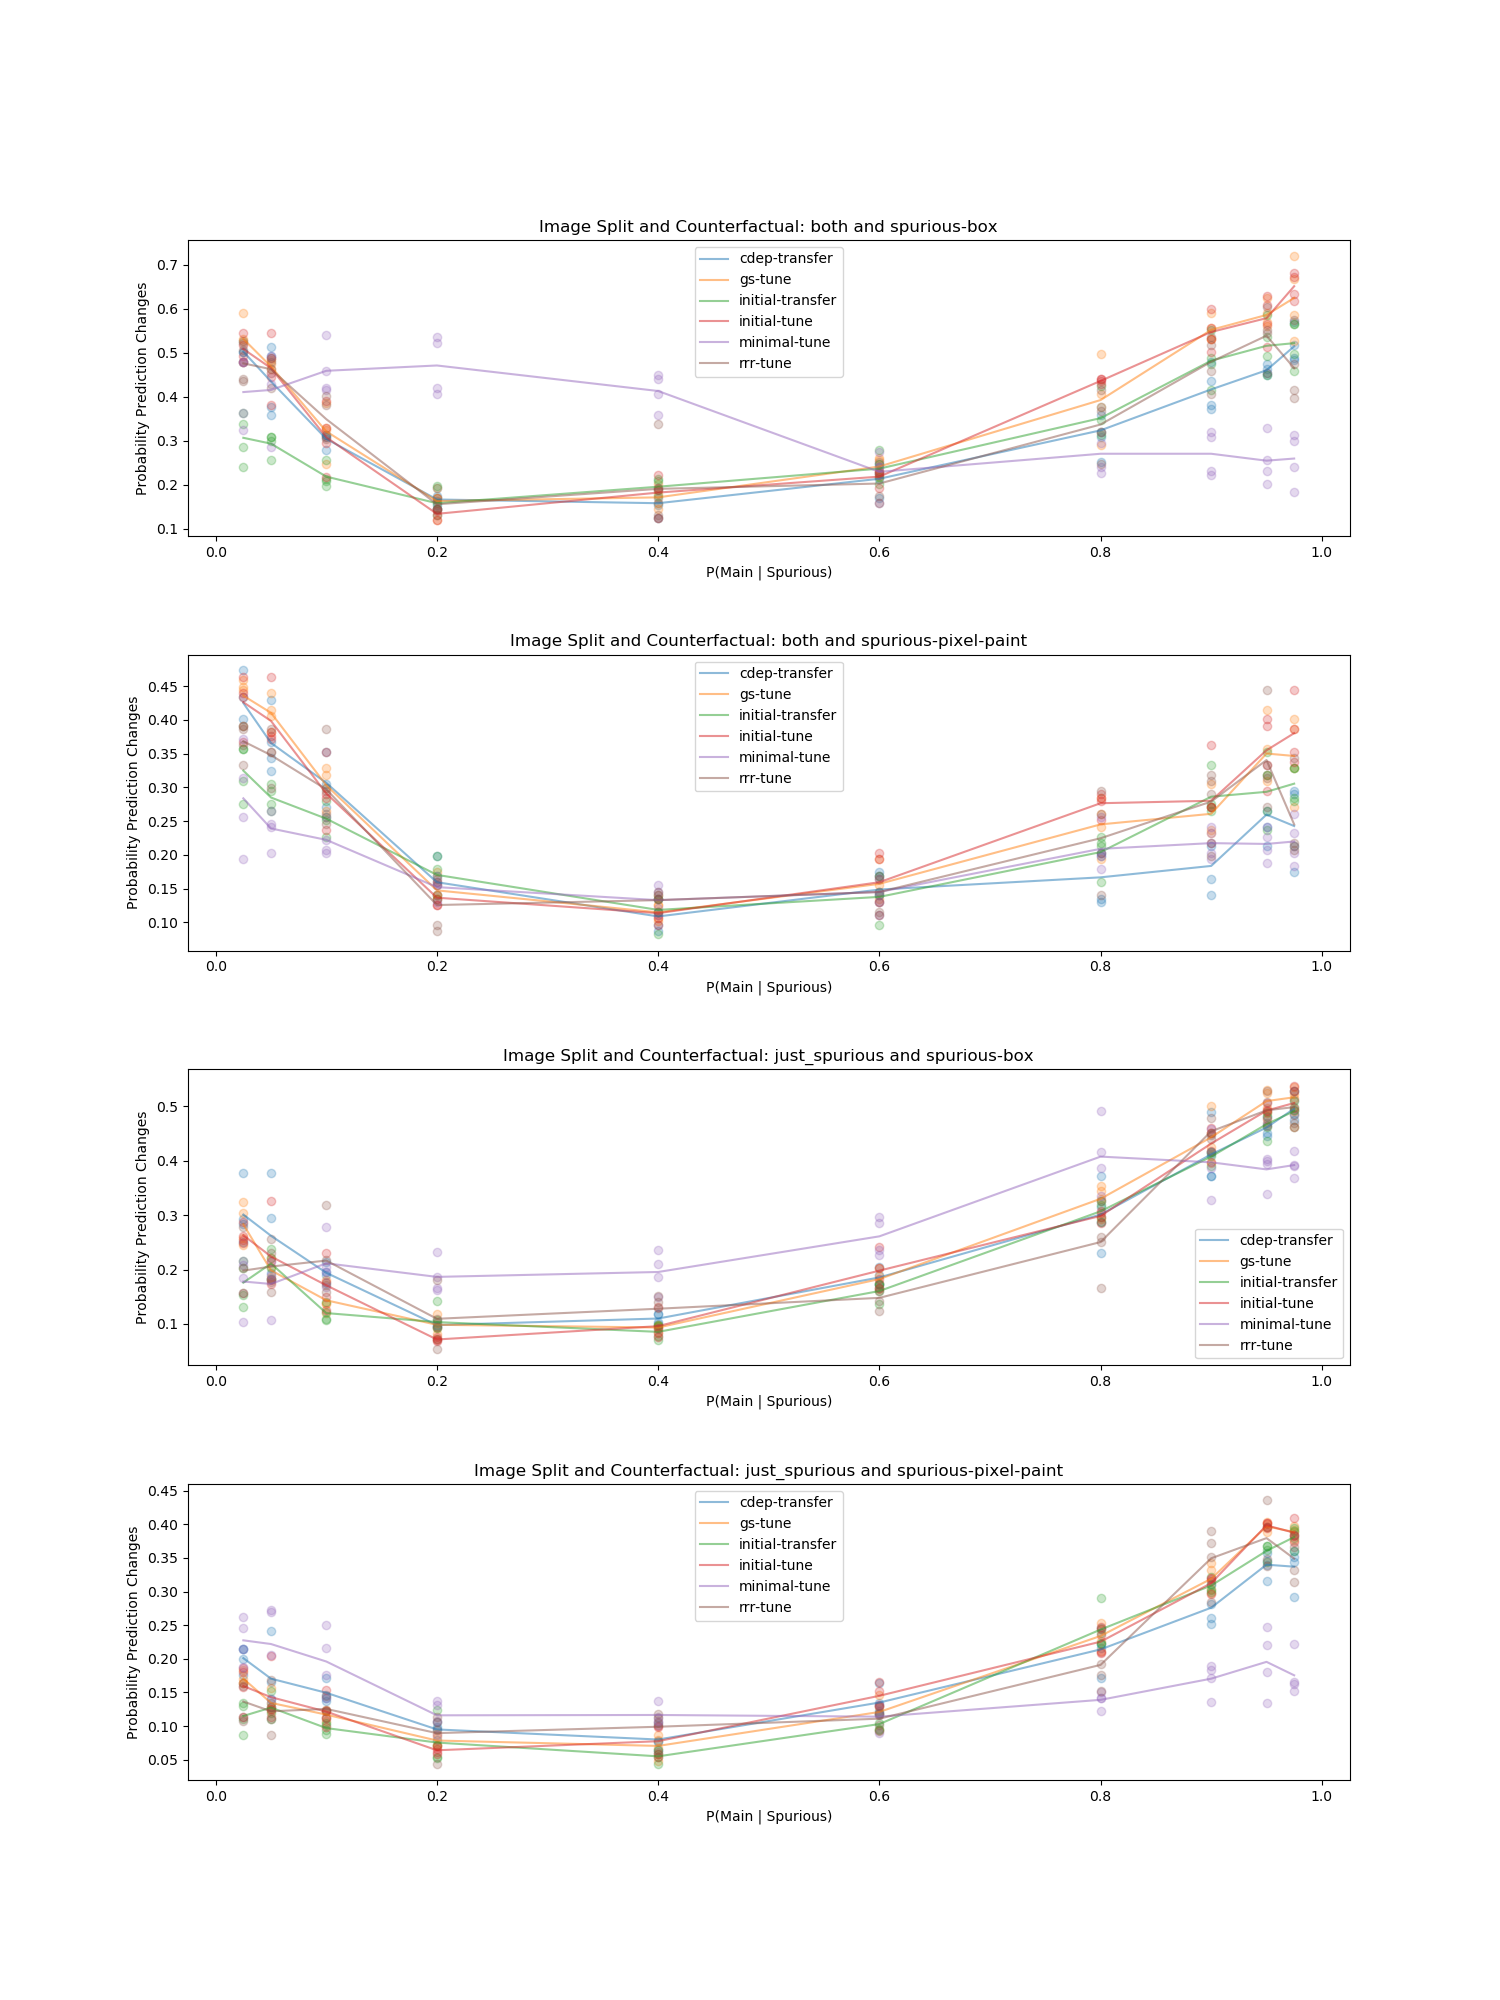 Image Split and Counterfactual: both and spurious-box
Probability Prediction Changes
0.7
0.6
0.5
0.4
0.3
0.2
0.1
cdep-transfer
gs-tune
initial-transfer
initial-tune
minimal-tune
rrr-tune
0.0 0.2 0.4 0.6 0.8 1.0
P(Main | Spurious)
Image Split and Counterfactual: both and spurious-pixel-paint
Probability Prediction Changes
0.45
0.40
0.35
0.30
0.25
0.20
0.15
0.10
cdep-transfer
gs-tune
initial-transfer
initial-tune
minimal-tune
rrr-tune
0.0 0.2 0.4 0.6 0.8 1.0
P(Main | Spurious)
Image Split and Counterfactual: just_spurious and spurious-box
Probability Prediction Changes
0.5
0.4
0.3
0.2
0.1
cdep-transfer
gs-tune
initial-transfer
initial-tune
minimal-tune
rrr-tune
0.0 0.2 0.4 0.6 0.8 1.0
P(Main | Spurious)
Image Split and Counterfactual: just_spurious and spurious-pixel-paint
Probability Prediction Changes
0.45
0.40
0.35
0.30
0.25
0.20
0.15
0.10
0.05
cdep-transfer
gs-tune
initial-transfer
initial-tune
minimal-tune
rrr-tune
0.0 0.2 0.4 0.6 0.8 1.0
P(Main | Spurious)